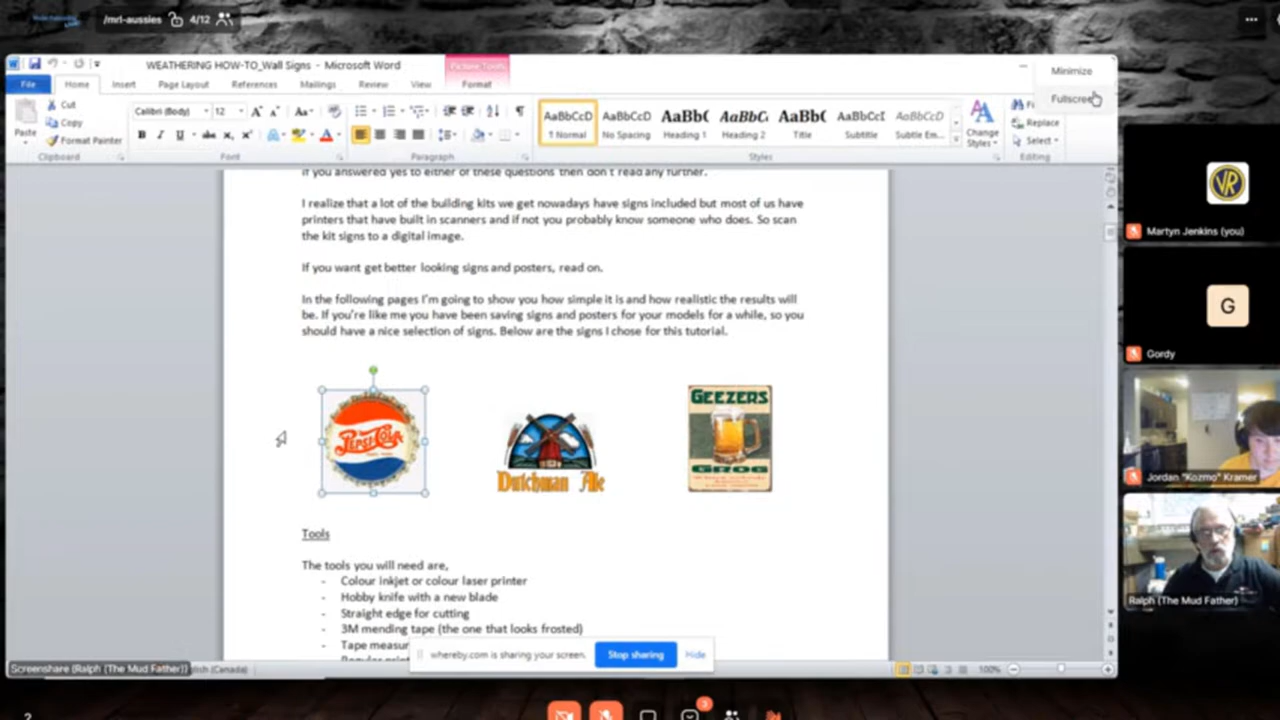 /mrl-aussies 4/12
WEATHERING HOW-TO_Wall Signs - Microsoft Word
Picture Tools
File Home Insert Page Layout References Mailings Review View Format
Minimize
Fullscreen
Paste
Cut
Copy
Format Painter
Clipboard
Calibri (Body) 12
Font
Paragraph
AaBbCcD AaBbCcD AaBbC AaBbC AaBbC AaBbCcI AaBbCcD
1 Normal No Spacing Heading 1 Heading 2 Title Subtitle Subtle Em...
Styles
Change Styles
Replace
Select
Editing
If you answered yes to either of these questions then don't read any further.
I realize that a lot of the building kits we get nowadays have signs included but most of us have
printers that have built in scanners and if not you probably know someone who does. So scan
the kit signs to a digital image.
If you want get better looking signs and posters, read on.
In the following pages I'm going to show you how simple it is and how realistic the results will
be. If you're like me you have been saving signs and posters for your models for a while, so you
should have a nice selection of signs. Below are the signs I chose for this tutorial.
PEPSI-COLA
Dutchman Ale
GEEZERS
GROG
Tools
The tools you will need are,
- Colour inkjet or colour laser printer
- Hobby knife with a new blade
- Straight edge for cutting
- 3M mending tape (the one that looks frosted)
- Tape measur
whereby.com is sharing your screen.
Stop sharing
Hide
Screenshare (Ralph (The Mud Father))
lish (Canada)
100%
VR
Martyn Jenkins (you)
G
Gordy
Jordan "Kozmo" Kramer
Ralph (The Mud Father)
3